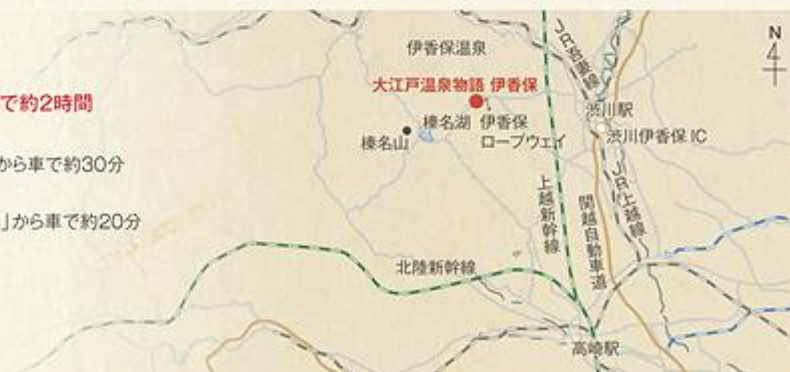 で約2時間
から車で約30分
」から車で約20分
N
伊香保温泉
大江戸温泉物語 伊香保
榛名湖
伊香保
ロープウェイ
榛名山
JR吾妻線
渋川駅
渋川伊香保IC
上越新幹線
関越自動車道
JR上越線
北陸新幹線
高崎駅